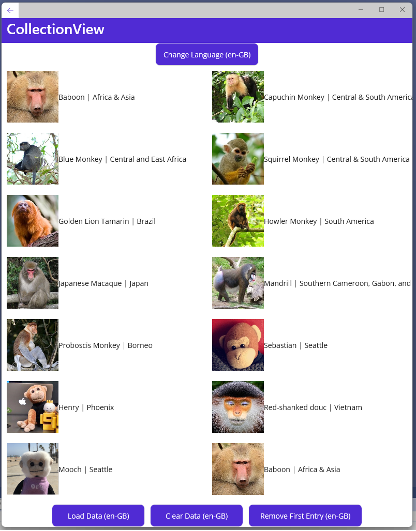 CollectionView
Change Language (en-GB)
Baboon | Africa & Asia
Capuchin Monkey | Central & South America
Blue Monkey | Central and East Africa
Squirrel Monkey | Central & South America
Golden Lion Tamarin | Brazil
Howler Monkey | South America
Japanese Macaque | Japan
Mandrill | Southern Cameroon, Gabon, and
Proboscis Monkey | Borneo
Sebastian | Seattle
Henry | Phoenix
Red-shanked douc | Vietnam
Mooch | Seattle
Baboon | Africa & Asia
Load Data (en-GB)
Clear Data (en-GB)
Remove First Entry (en-GB)